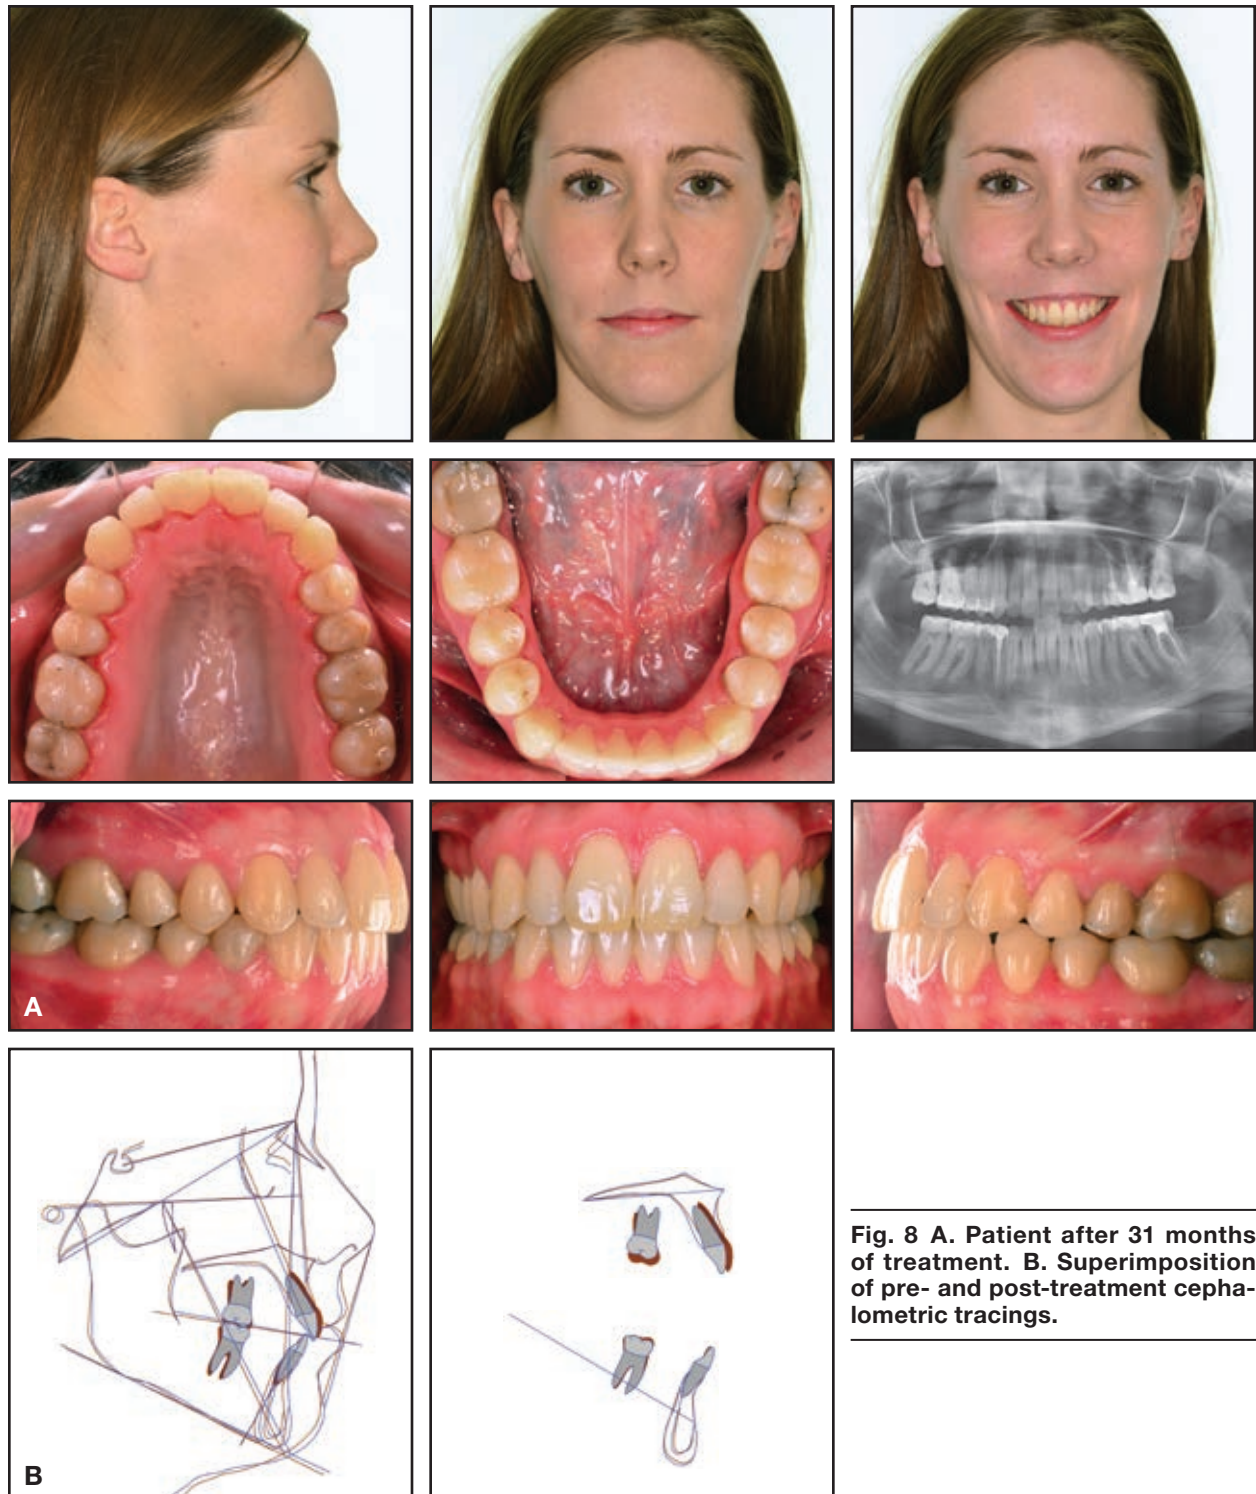 A
B
Fig. 8 A. Patient after 31 months
of treatment. B. Superimposition
of pre- and post-treatment cepha-
lometric tracings.